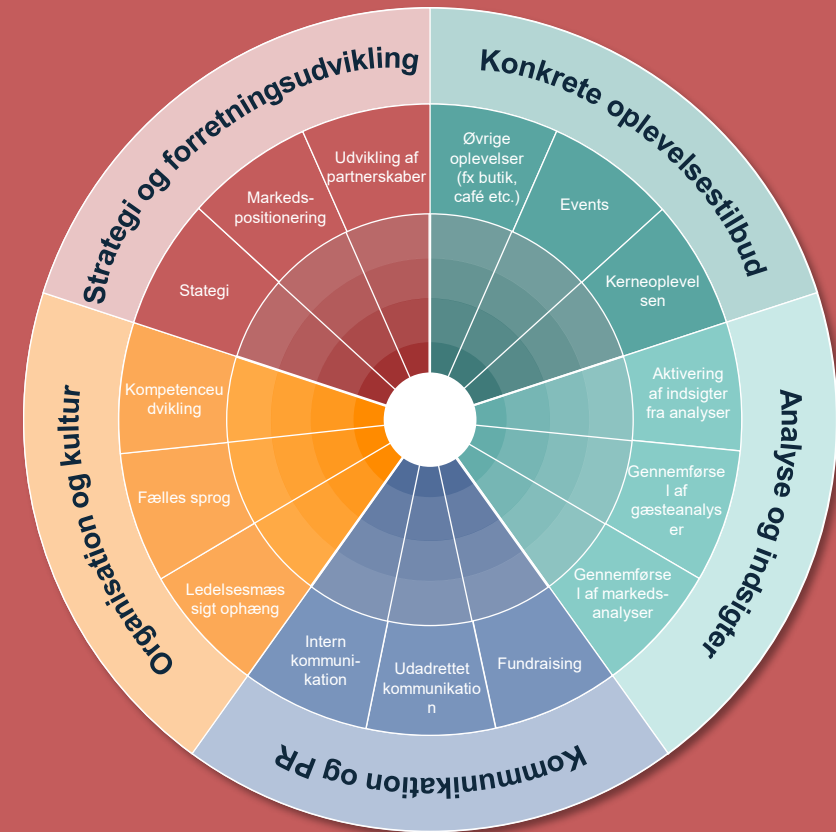 Strategi og forretningsudvikling
Konkrete oplevelsestilbud
Analyse og indsigter
Kommunikation og PR
Organisation og kultur
Udvikling af
partnerskaber
Markeds-
positionering
Stategi
Øvrige
oplevelser
(fx butik,
café etc.)
Events
Kerneoplevel
sen
Aktivering
af indsigter
fra analyser
Gennemførse
l af
gæsteanalys
er
Gennemførse
l af markeds-
analyser
Fundraising
Udadrettet
kommunikatio
n
Intern
kommuni-
kation
Ledelsesmæs
sigt ophæng
Fælles sprog
Kompetenceu
dvikling